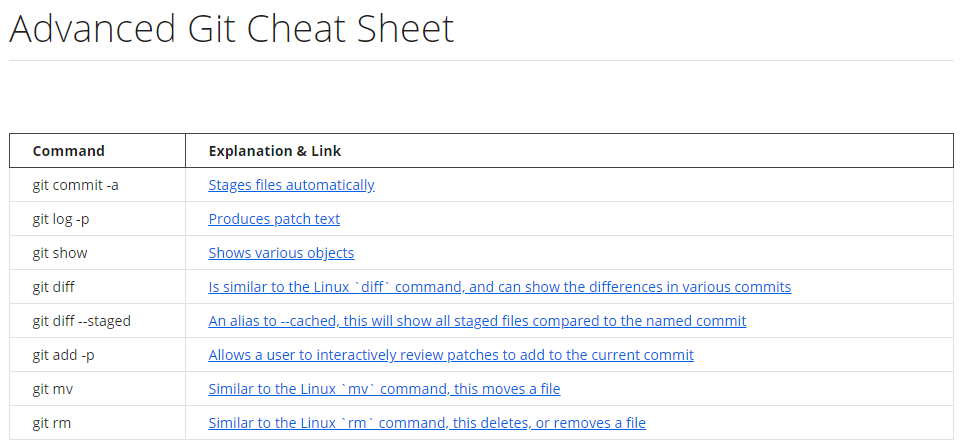 Advanced Git Cheat Sheet
Command Explanation & Link
git commit -a Stages files automatically
git log -p Produces patch text
git show Shows various objects
git diff Is similar to the Linux `diff` command, and can show the differences in various commits
git diff --staged An alias to --cached, this will show all staged files compared to the named commit
git add -p Allows a user to interactively review patches to add to the current commit
git mv Similar to the Linux `mv` command, this moves a file
git rm Similar to the Linux `rm` command, this deletes, or removes a file